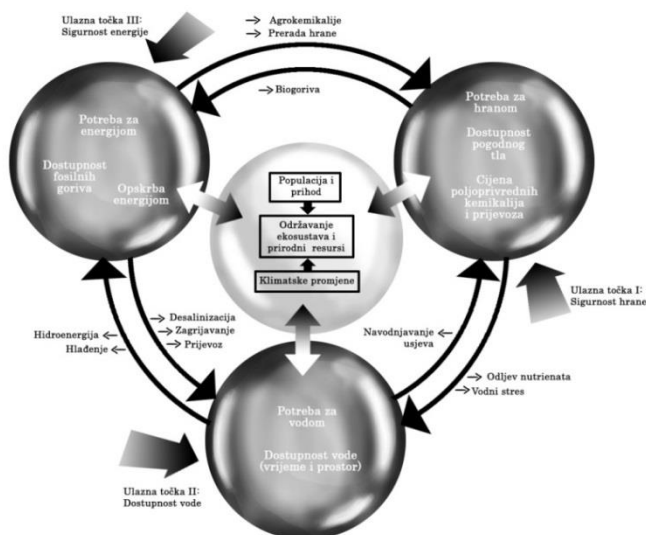 Ulazna točka III:
Sigurnost energije
→ Agrokemikalije
→ Prerada hrane
→ Biogoriva
Potreba za
energijom
Dostupnost
fosilnih
goriva
Opskrba
energijom
Potreba za
hranom
Dostupnost
pogodnog
tla
Cijena
poljoprivrednih
kemikalija
i prijevoza
Populacija i
prihod
Održavanje
ekosustava i
prirodni resursi
Klimatske promjene
Ulazna točka I:
Sigurnost hrane
Hidroenergija ←
Hlađenje ←
→ Desalinizacija
→ Zagrijavanje
→ Prijevoz
Navodnjavanje ←
usjeva
→ Odljev nutrienata
→ Vodni stres
Potreba za
vodom
Dostupnost vode
(vrijeme i prostor)
Ulazna točka II:
Dostupnost vode